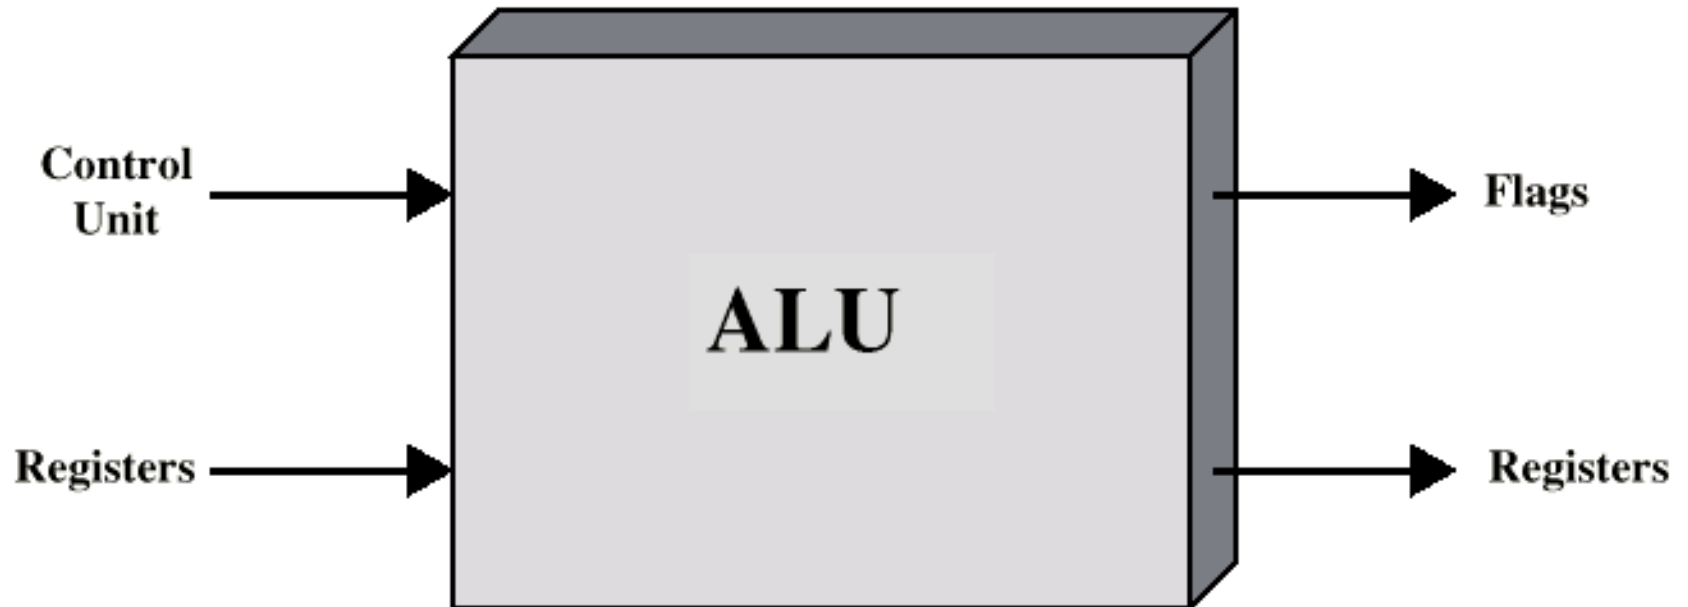 Control
Unit
Flags
ALU
Registers
Registers